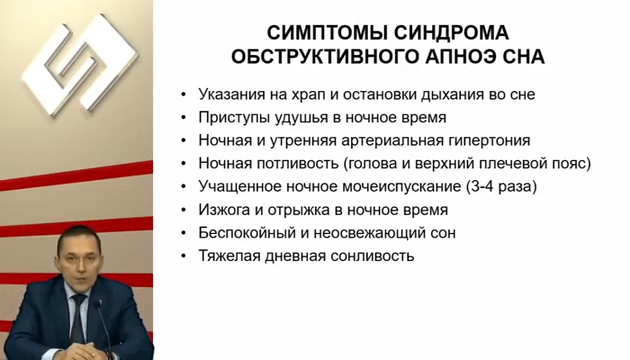 СИМПТОМЫ СИНДРОМА
ОБСТРУКТИВНОГО АПНОЭ СНА
• Указания на храп и остановки дыхания во сне
• Приступы удушья в ночное время
• Ночная и утренняя артериальная гипертония
• Ночная потливость (голова и верхний плечевой пояс)
• Учащенное ночное мочеиспускание (3-4 раза)
• Изжога и отрыжка в ночное время
• Беспокойный и неосвежающий сон
• Тяжелая дневная сонливость